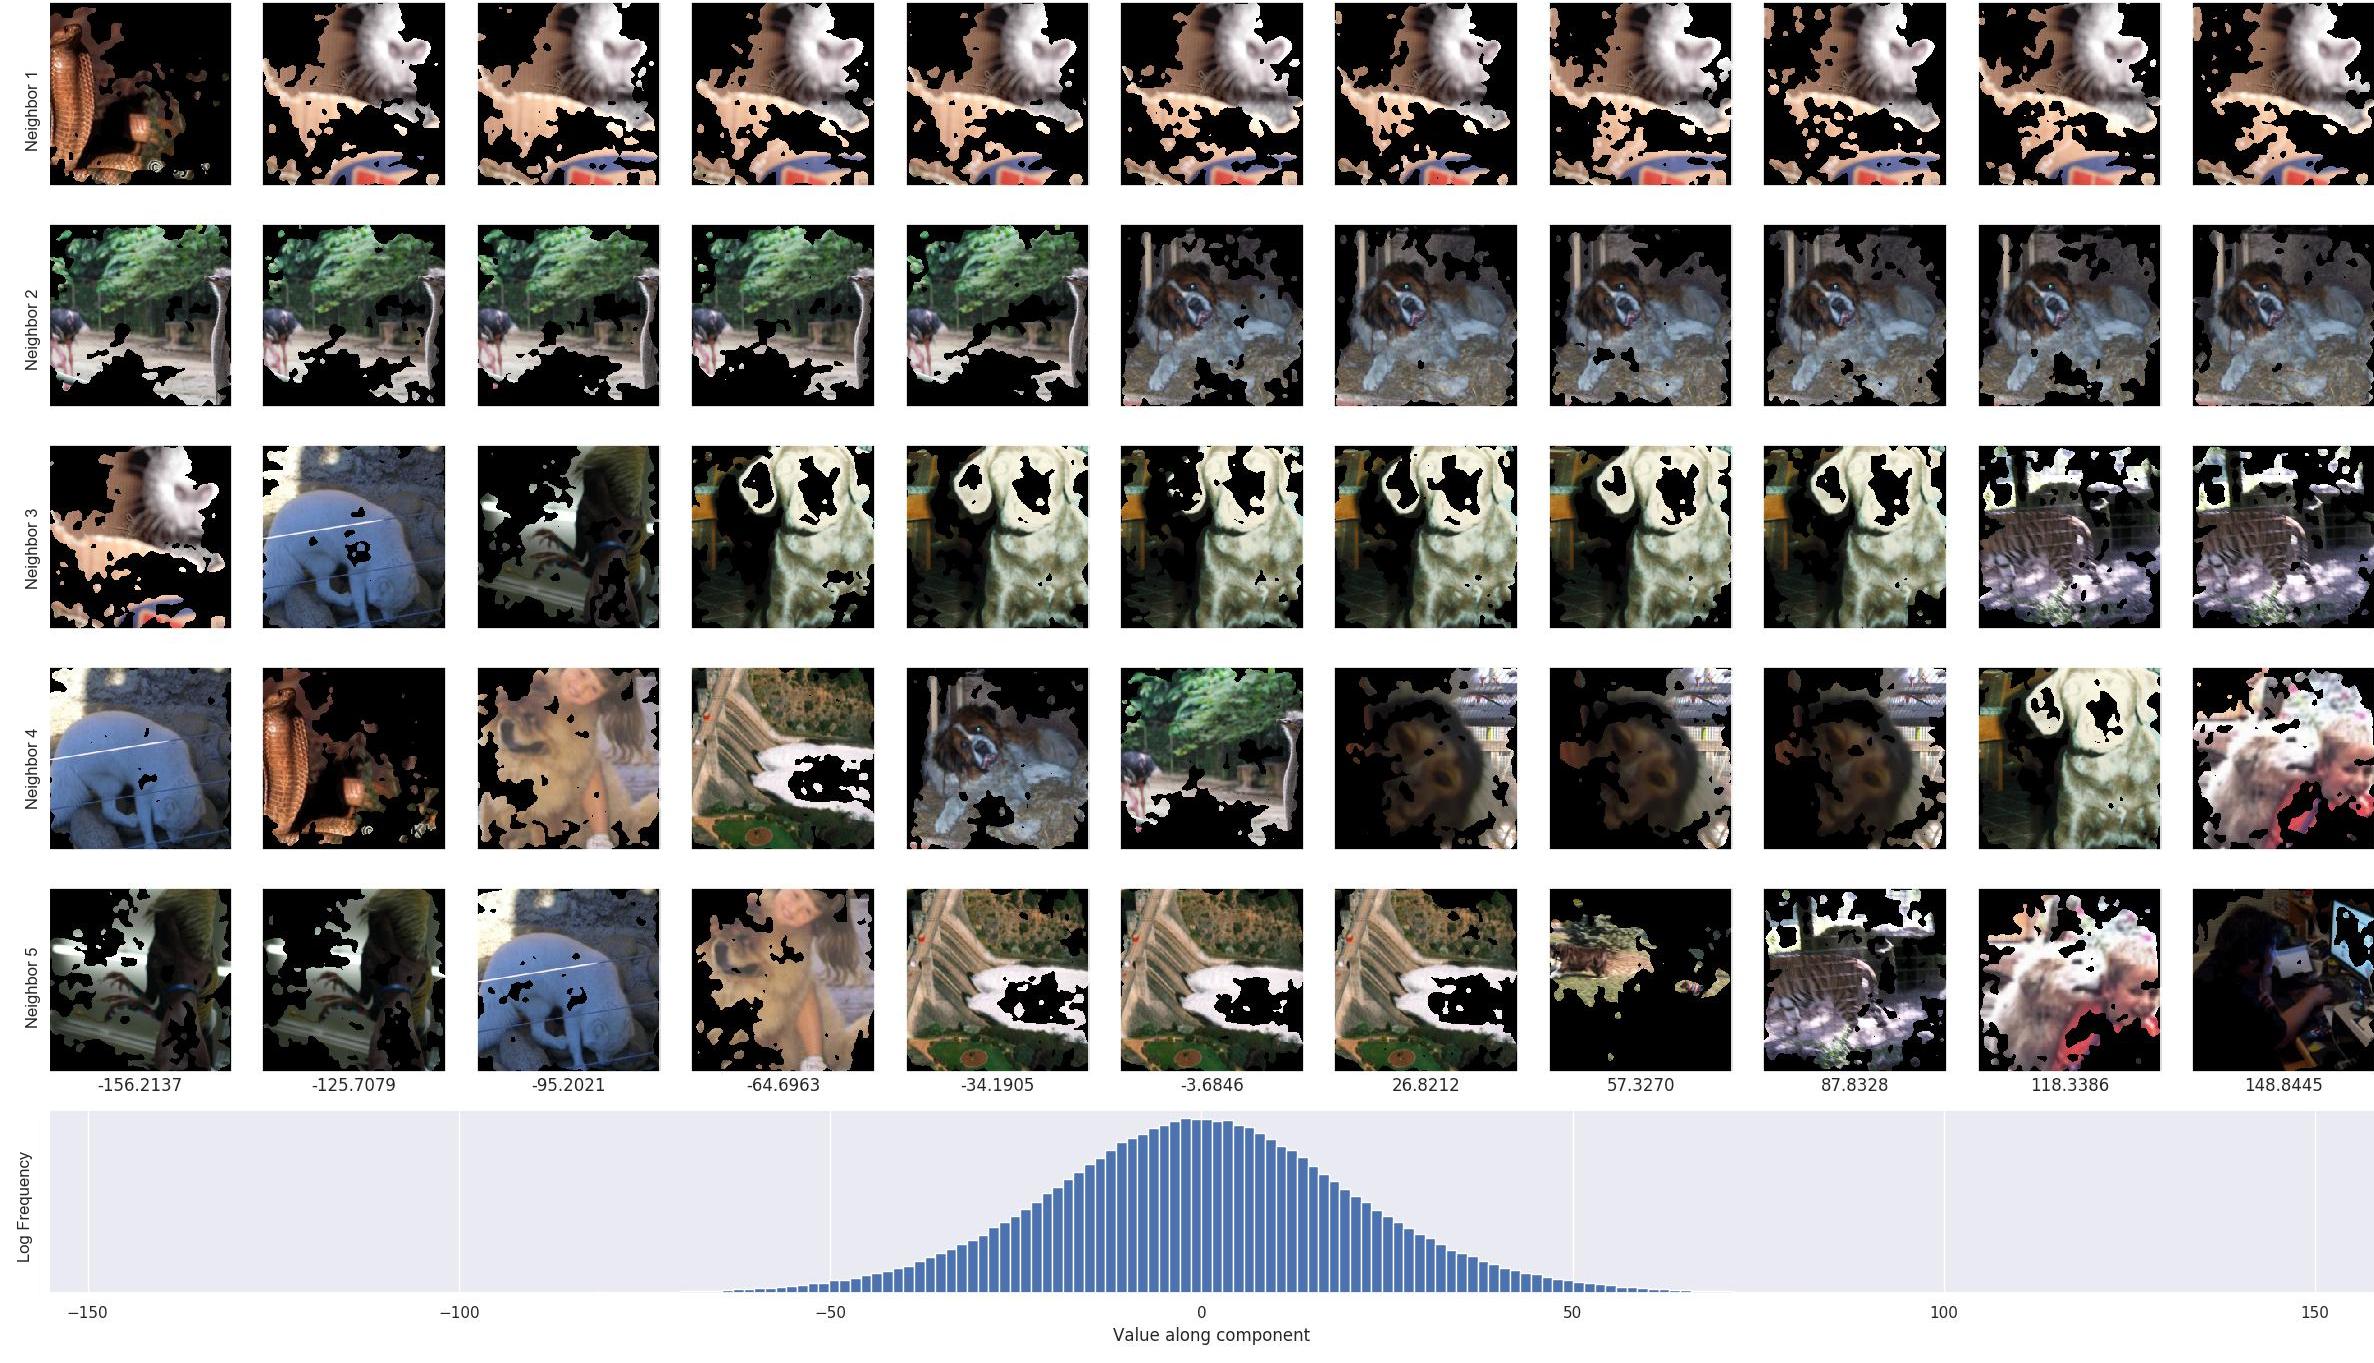 Neighbor 1
Neighbor 2
Neighbor 3
Neighbor 4
Neighbor 5
-156.2137 -125.7079 -95.2021 -64.6963 -34.1905 -3.6846 26.8212 57.3270 87.8328 118.3386 148.8445
Log Frequency
−150 −100 −50 0 50 100 150
Value along component